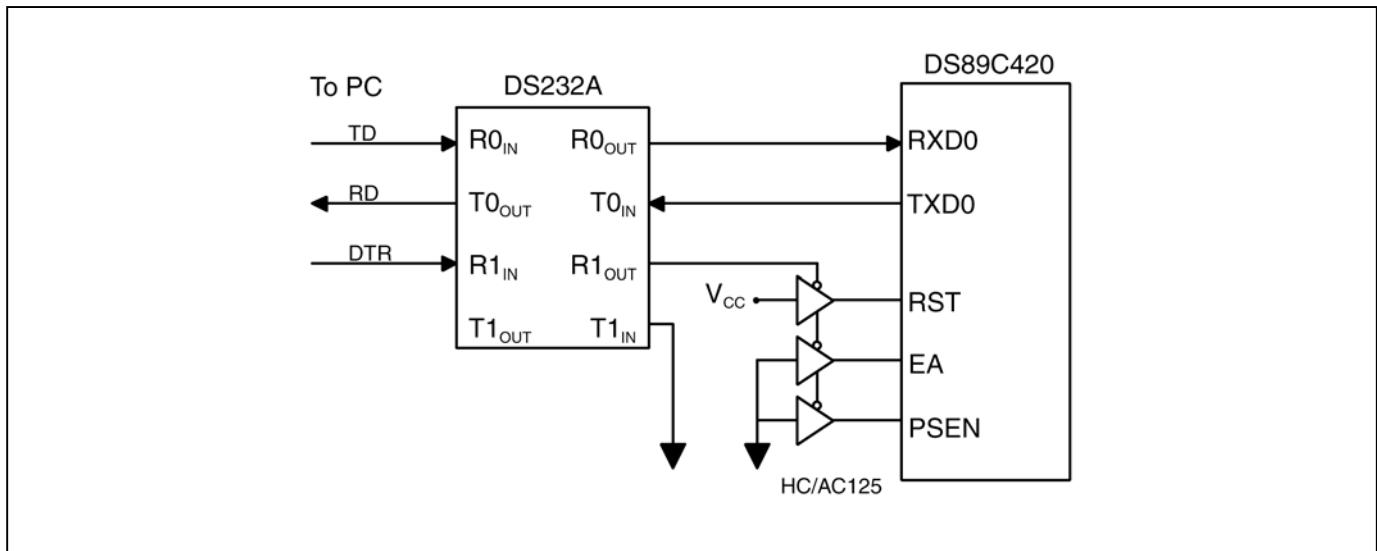 To PC
DS232A
DS89C420
TD
R0IN
R0OUT
RXD0
RD
T0OUT
T0IN
TXD0
DTR
R1IN
R1OUT
VCC
RST
T1OUT
T1IN
EA
PSEN
HC/AC125